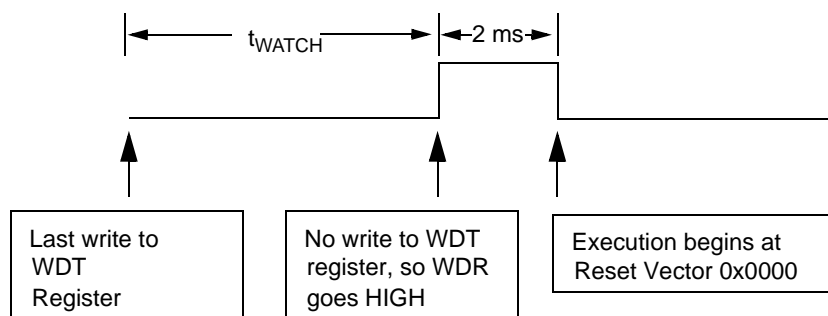 tWATCH
2 ms
Last write to
WDT
Register
No write to WDT
register, so WDR
goes HIGH
Execution begins at
Reset Vector 0x0000